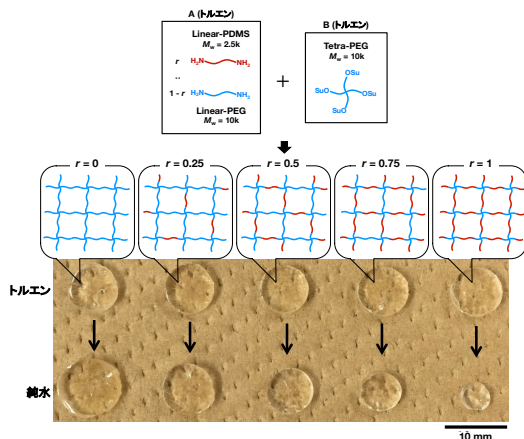 A (トルエン)
Linear-PDMS
Mw = 2.5k
r
H₂N
NH₂
..
1 - r
H₂N
NH₂
Linear-PEG
Mw = 10k
+
B (トルエン)
Tetra-PEG
Mw = 10k
OSu
SuO
OSu
SuO
r = 0
r = 0.25
r = 0.5
r = 0.75
r = 1
トルエン
純水
10 mm